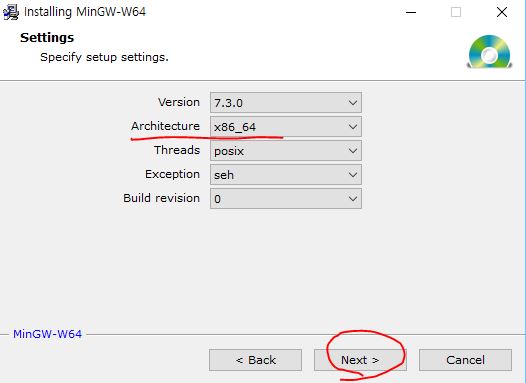 Installing MinGW-W64
Settings
Specify setup settings.
Version 7.3.0
Architecture x86_64
Threads posix
Exception seh
Build revision 0
MinGW-W64
< Back Next > Cancel